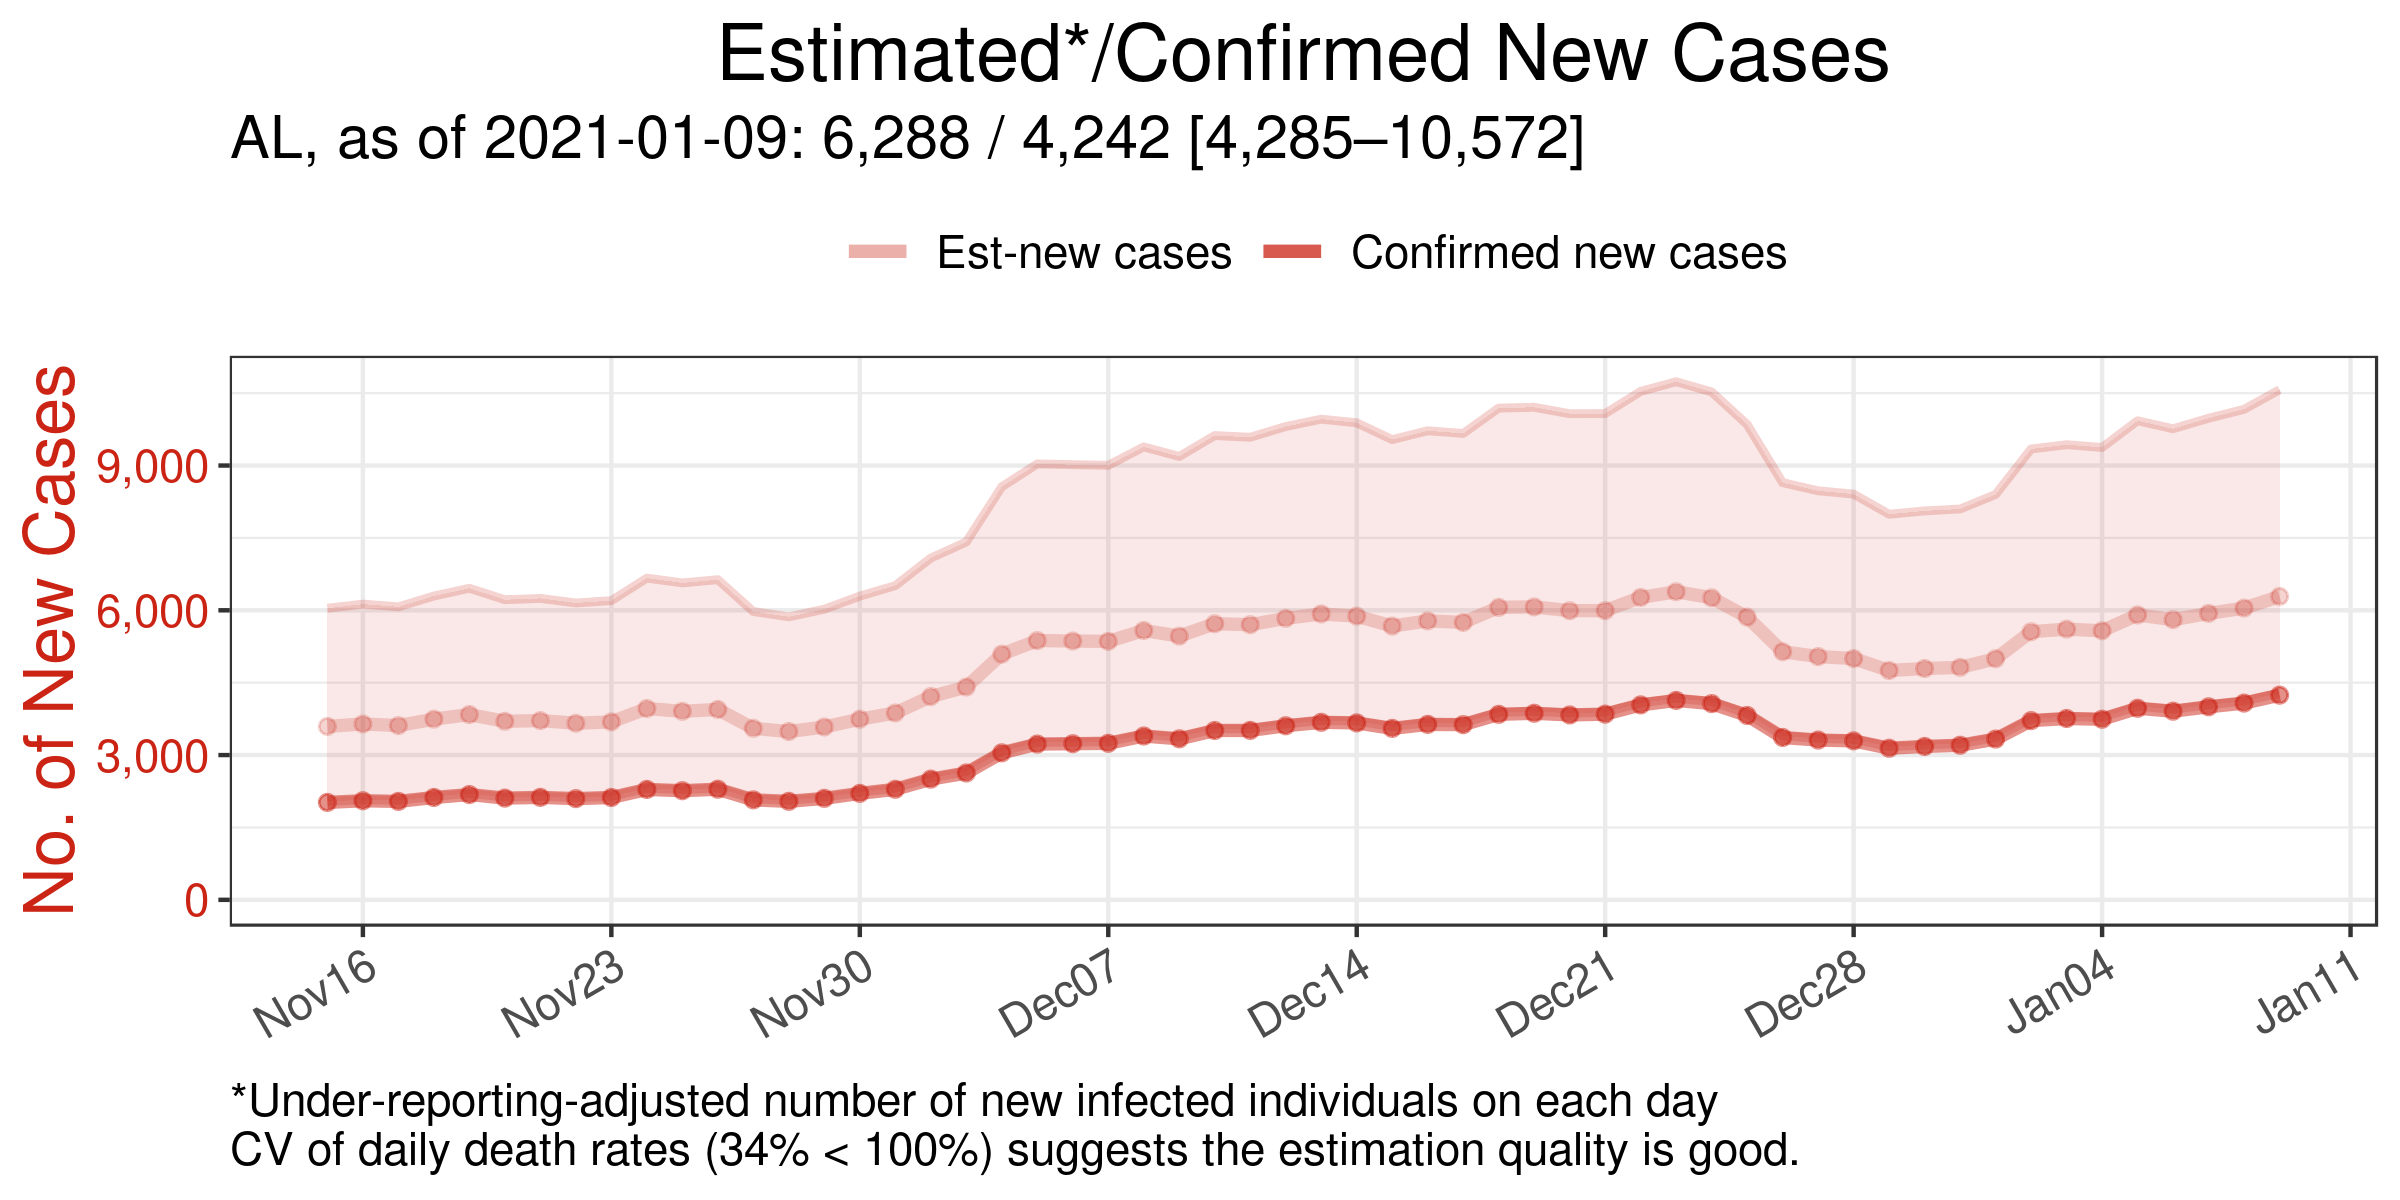 Estimated*/Confirmed New Cases
AL, as of 2021-01-09: 6,288 / 4,242 [4,285–10,572]
Est-new cases
Confirmed new cases
No. of New Cases
9,000
6,000
3,000
0
Nov16
Nov23
Nov30
Dec07
Dec14
Dec21
Dec28
Jan04
Jan11
*Under-reporting-adjusted number of new infected individuals on each day
CV of daily death rates (34% < 100%) suggests the estimation quality is good.